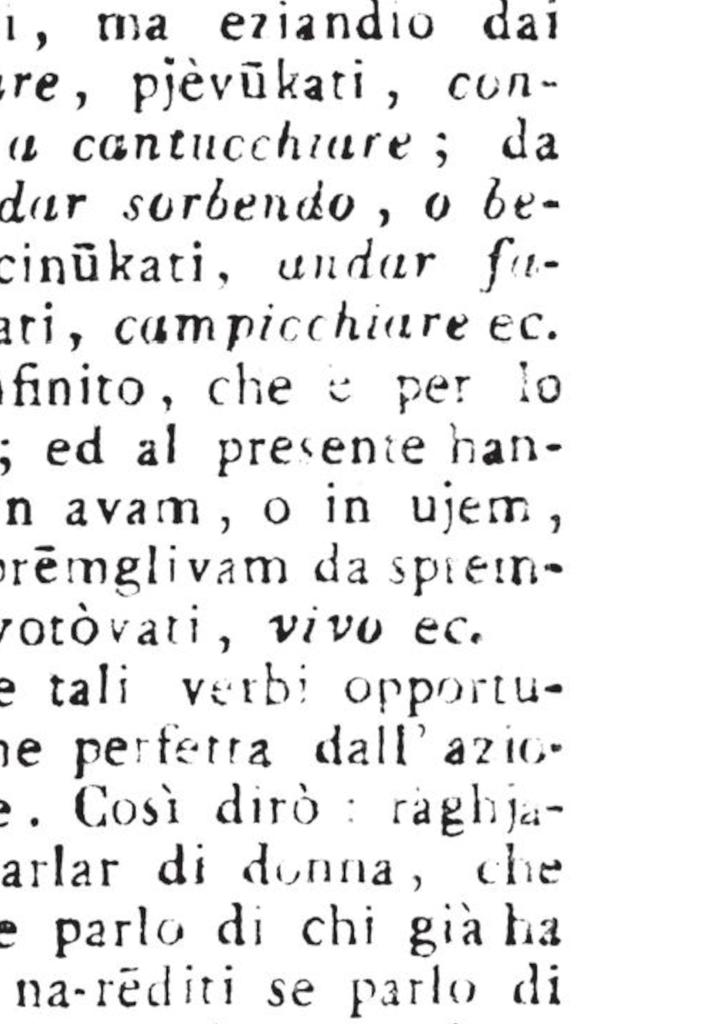 i, ma eziandio dai
are, pjèvūkati, con-
a cantucchiare; da
dar sorbendo, o be-
cinūkati, andar fa-
ati, campicchiare ec.
nfinito, che è per lo
; ed al presente han-
n avam, o in ujem,
prēmglivam da sprem-
votòvati, vivo ec.
e tali verbi opportu-
ne perfetta dall' azio-
e. Così dirò: raghja-
arlar di donna, che
e parlo di chi già ha
na-rēditi se parlo di